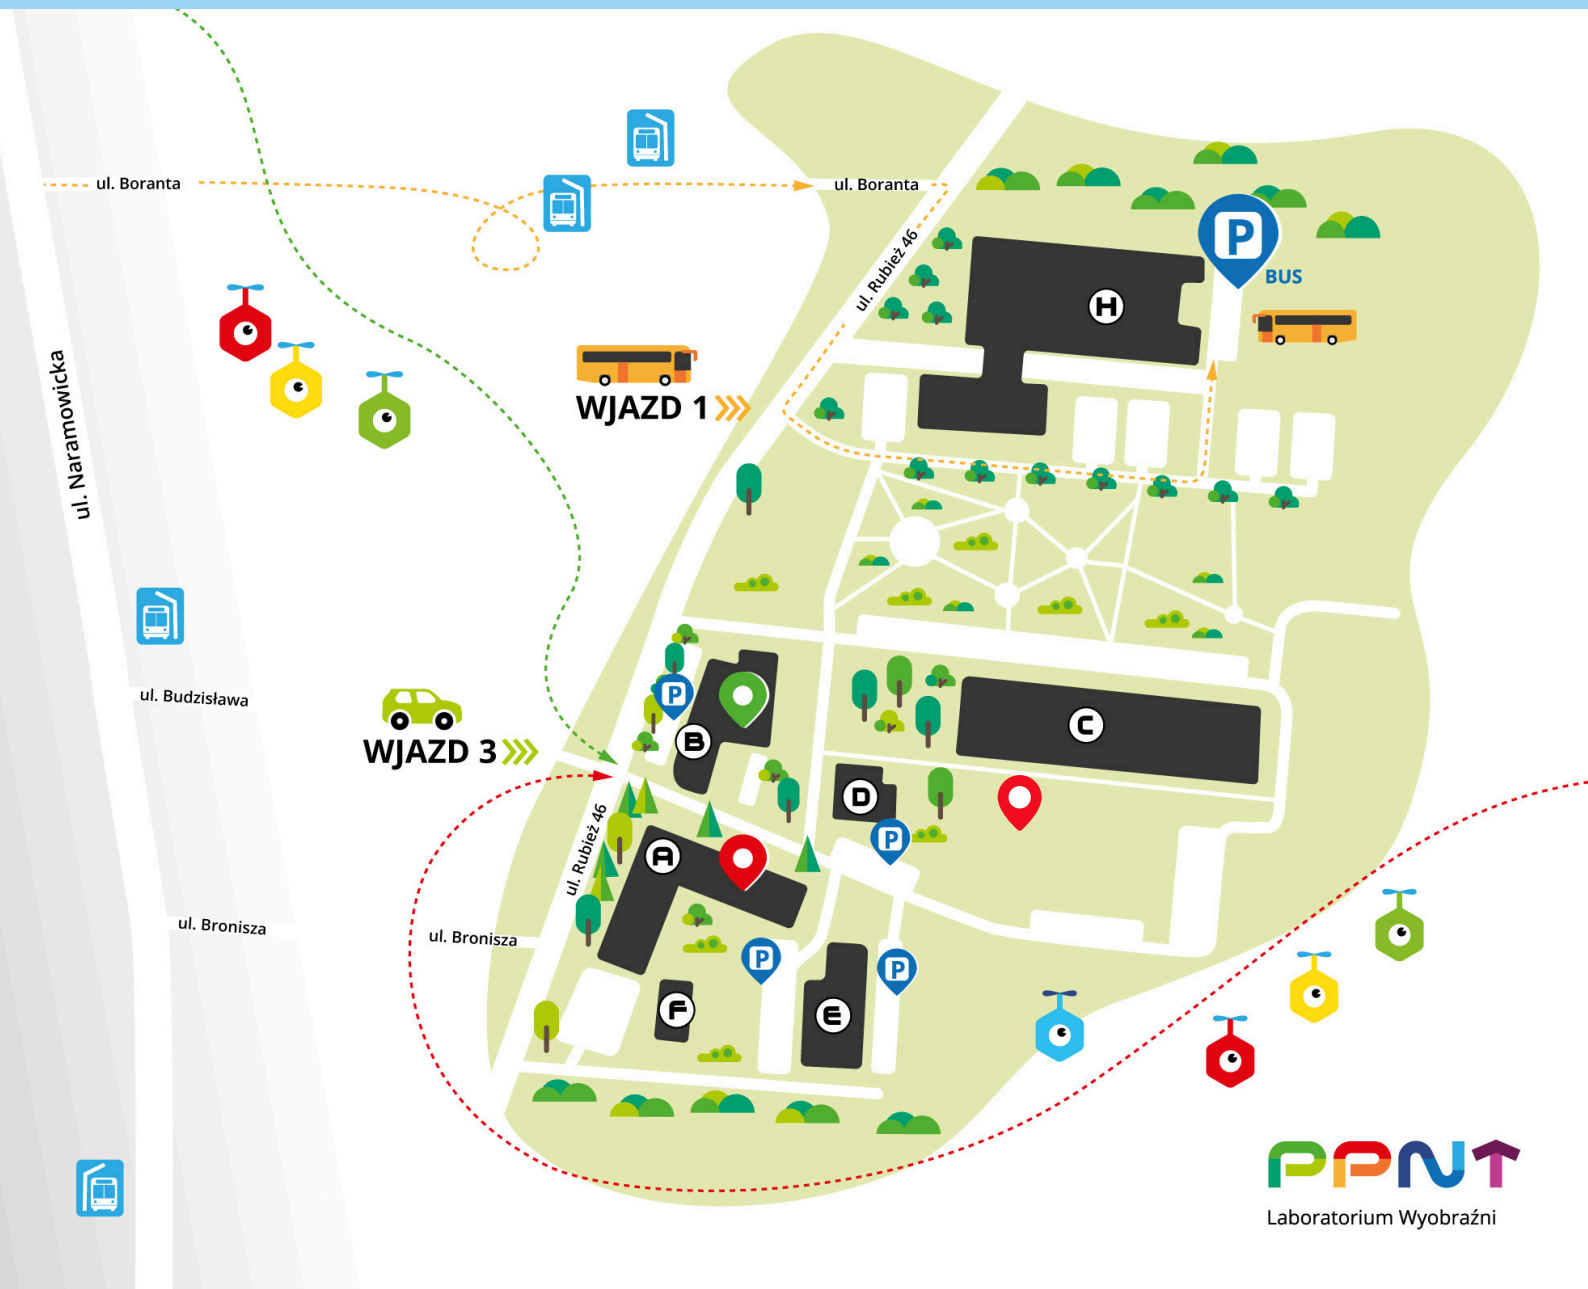 ul. Boranta
ul. Boranta
P
BUS
ul. Rubież 46
H
ul. Naramowicka
WJAZD 1
ul. Budzisława
P
B
C
WJAZD 3
D
P
ul. Rubież 46
A
ul. Bronisza
ul. Bronisza
P
P
F
E
PPNT
Laboratorium Wyobraźni